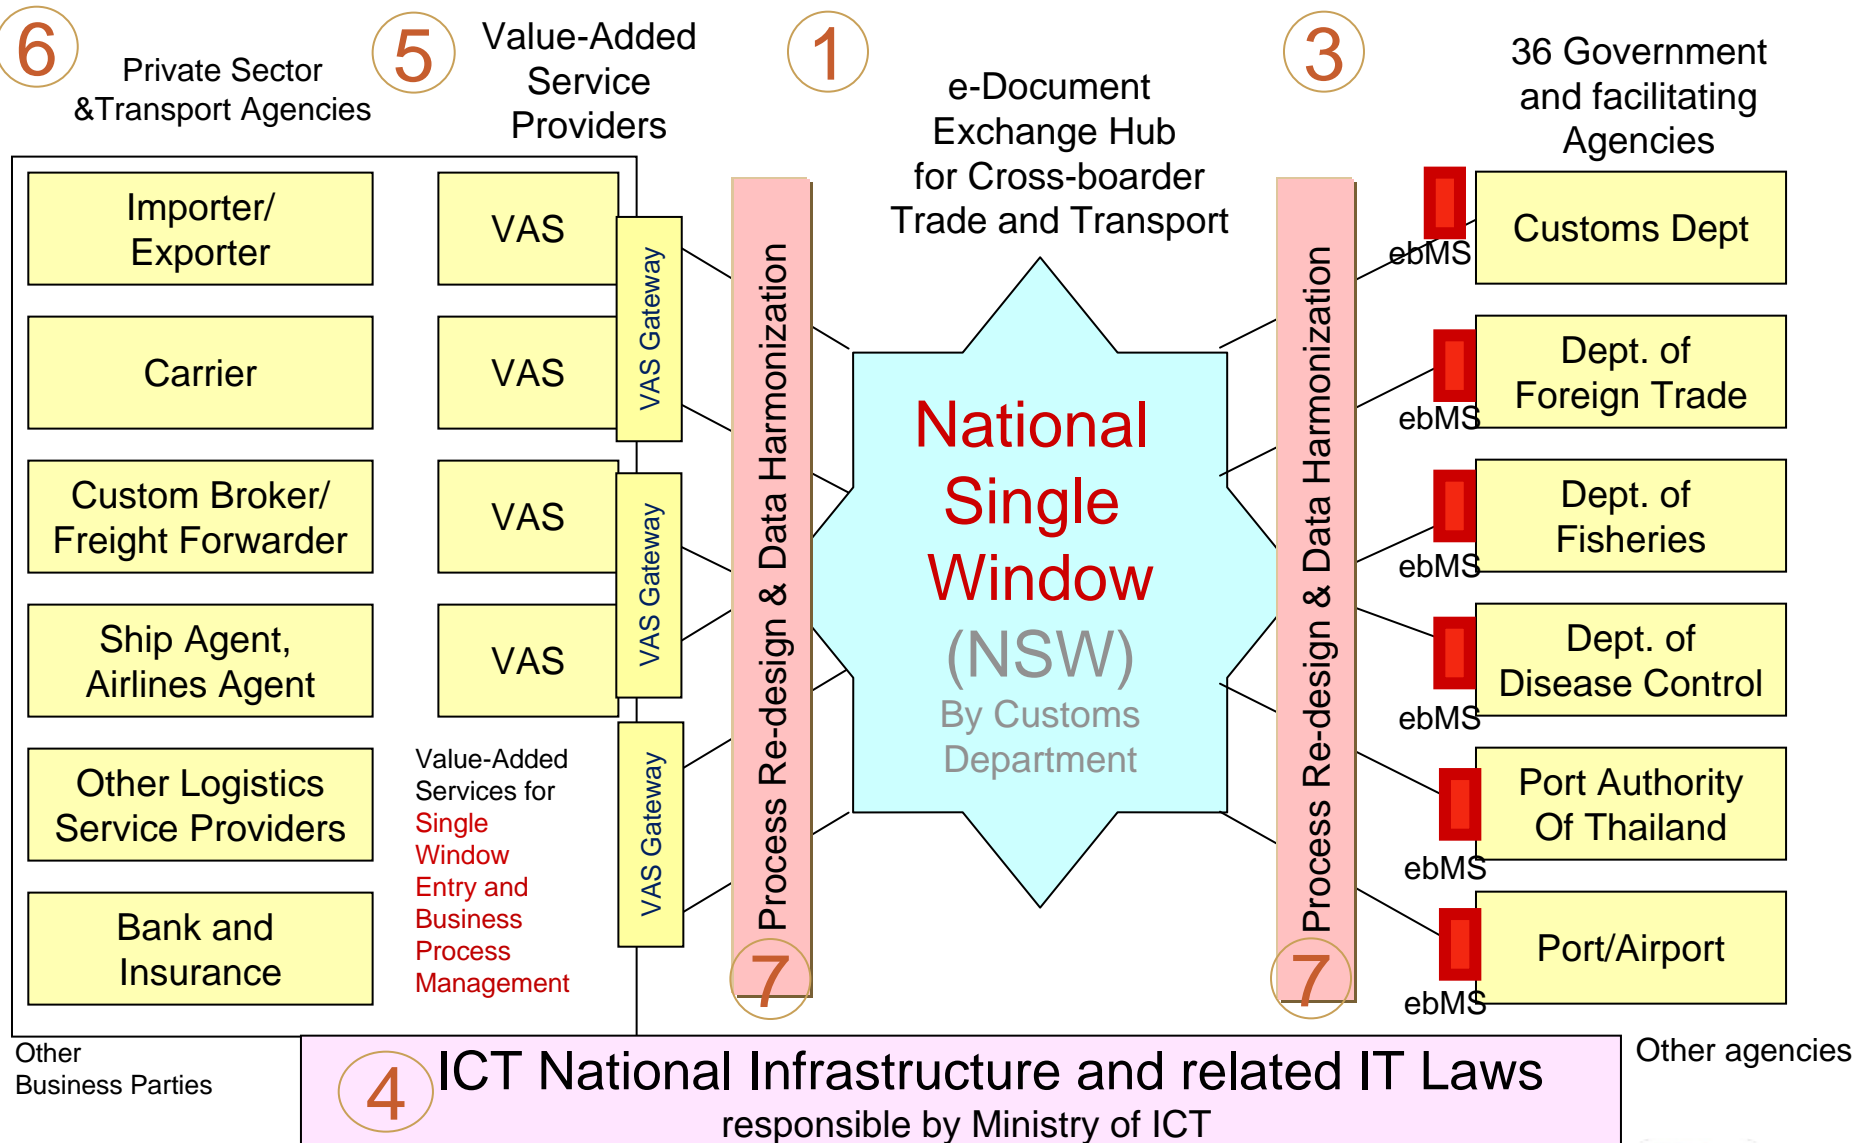 6
Private Sector
&Transport Agencies
5
Value-Added
Service
Providers
1
e-Document
Exchange Hub
for Cross-boarder
Trade and Transport
3
36 Government
and facilitating
Agencies
Importer/
Exporter
Carrier
Custom Broker/
Freight Forwarder
Ship Agent,
Airlines Agent
Other Logistics
Service Providers
Bank and
Insurance
VAS
VAS
VAS
VAS
Value-Added
Services for
Single
Window
Entry and
Business
Process
Management
VAS Gateway
VAS Gateway
VAS Gateway
Process Re-design & Data Harmonization
7
National
Single
Window
(NSW)
By Customs
Department
Process Re-design & Data Harmonization
7
ebMS
ebMS
ebMS
ebMS
ebMS
ebMS
Customs Dept
Dept. of
Foreign Trade
Dept. of
Fisheries
Dept. of
Disease Control
Port Authority
Of Thailand
Port/Airport
Other
Business Parties
4
ICT National Infrastructure and related IT Laws
responsible by Ministry of ICT
Other agencies